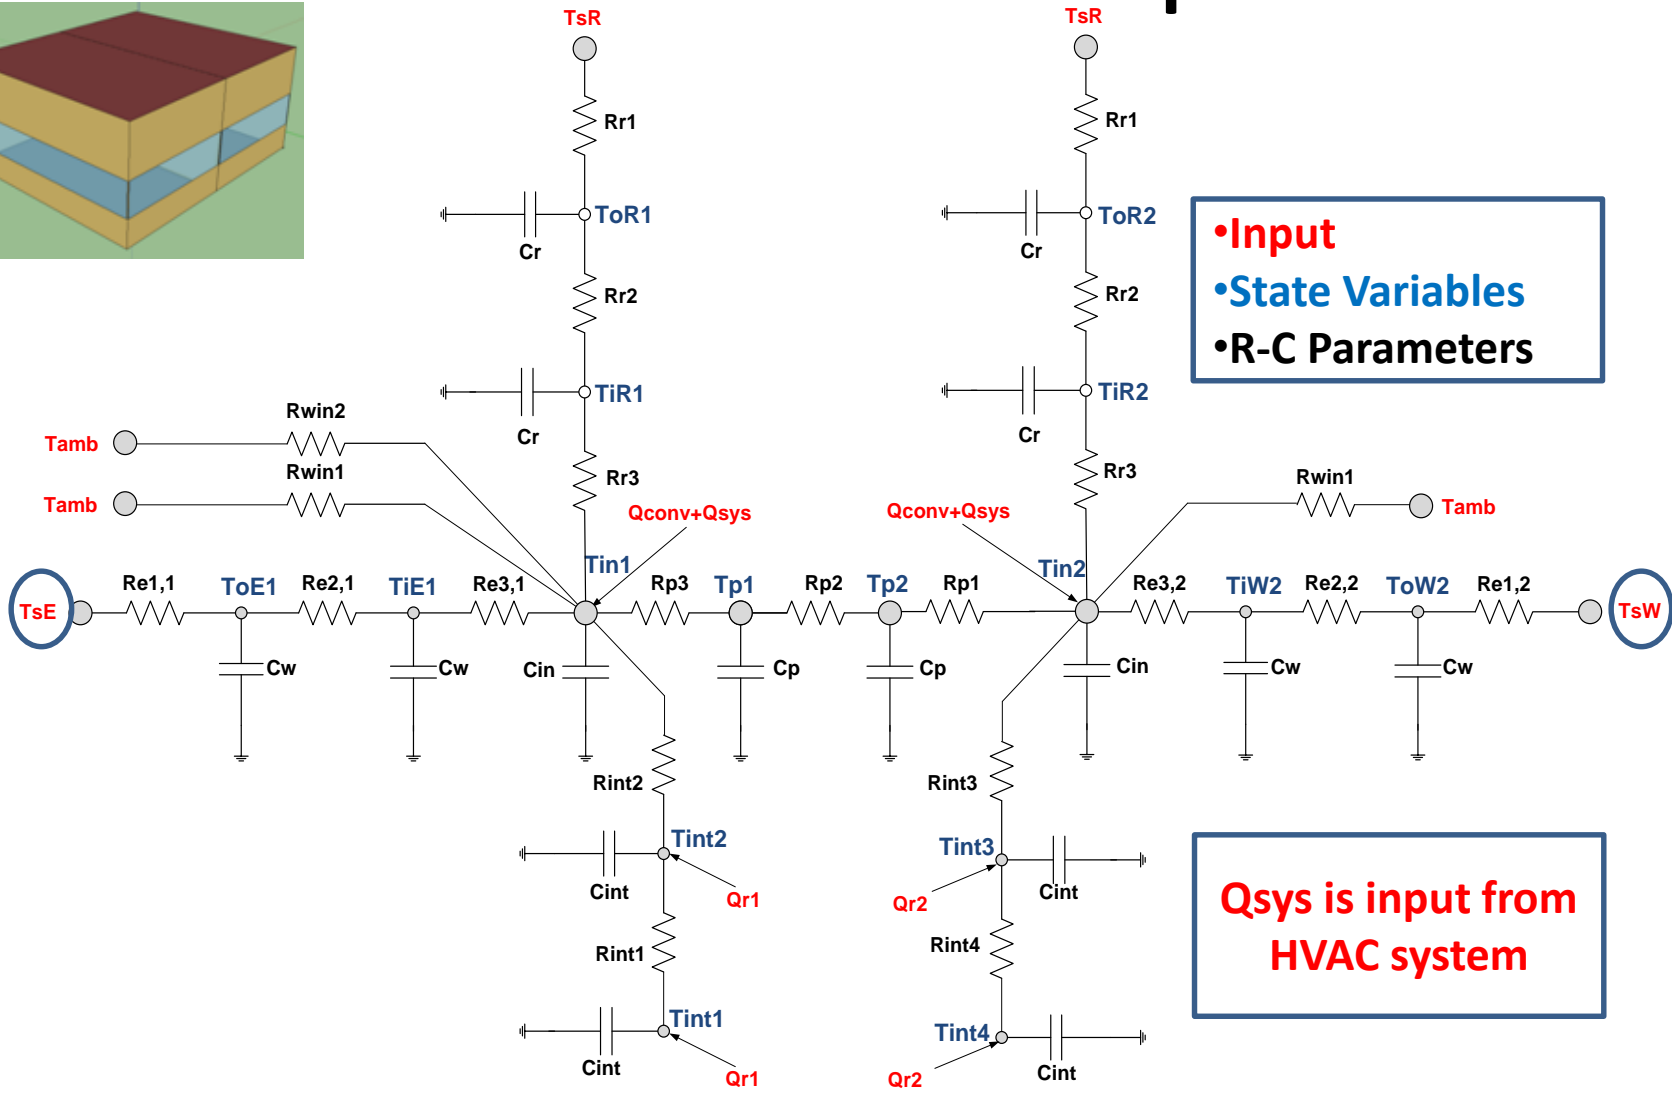 TsR
TsR
Rr1
Rr1
ToR1
ToR2
Cr
Cr
•Input
•State Variables
•R-C Parameters
Rr2
Rr2
TiR1
TiR2
Cr
Cr
Rwin2
Tamb
Rwin1
Tamb
Rr3
Rr3
Rwin1
Tamb
Qconv+Qsys
Qconv+Qsys
Tin1
Tin2
TsE
Re1,1
ToE1
Re2,1
TiE1
Re3,1
Rp3
Tp1
Rp2
Tp2
Rp1
Re3,2
TiW2
Re2,2
ToW2
Re1,2
TsW
Cw
Cw
Cin
Cp
Cp
Cin
Cw
Cw
Rint2
Rint3
Tint2
Tint3
Cint
Cint
Qr1
Qr2
Rint1
Rint4
Tint1
Tint4
Cint
Cint
Qr1
Qr2
Qsys is input from
HVAC system